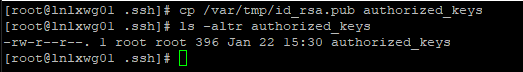 [root@lnlxwg01 .ssh]# cp /var/tmp/id_rsa.pub authorized_keys
[root@lnlxwg01 .ssh]# ls -altr authorized_keys
-rw-r--r--. 1 root root 396 Jan 22 15:30 authorized_keys
[root@lnlxwg01 .ssh]#